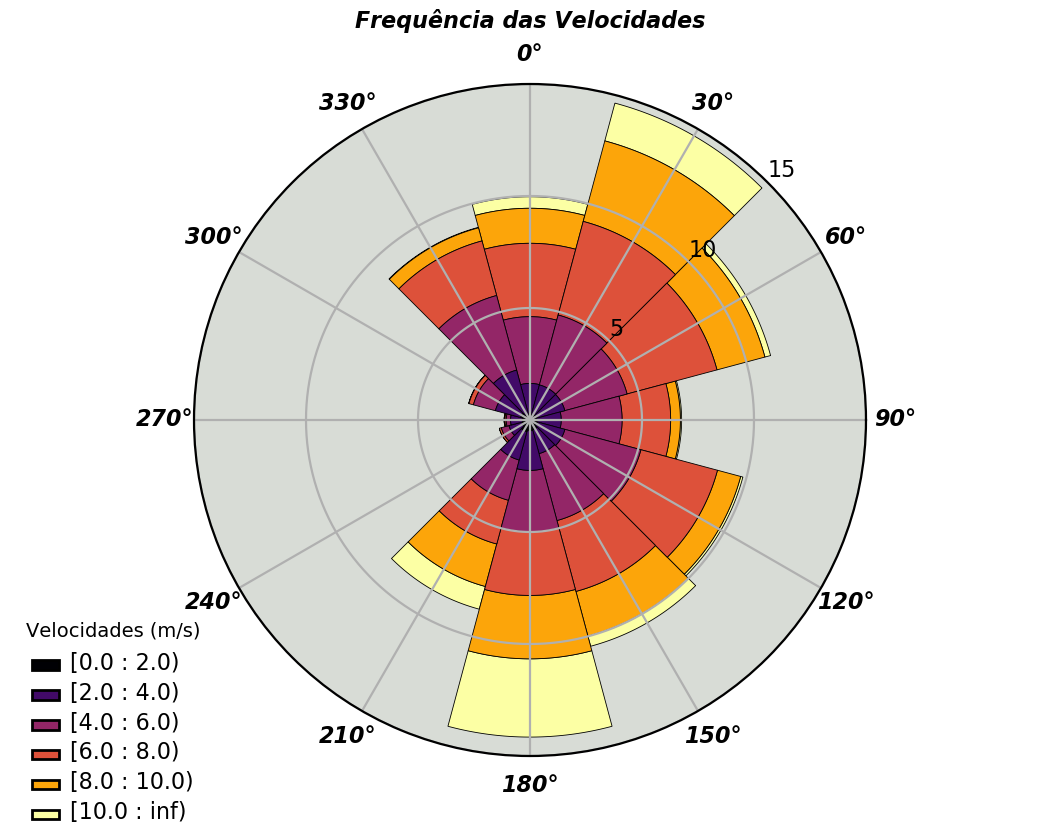 Frequência das Velocidades
0°
30°
60°
90°
120°
150°
180°
210°
240°
270°
300°
330°
5
10
15
Velocidades (m/s)
[0.0 : 2.0)
[2.0 : 4.0)
[4.0 : 6.0)
[6.0 : 8.0)
[8.0 : 10.0)
[10.0 : inf)